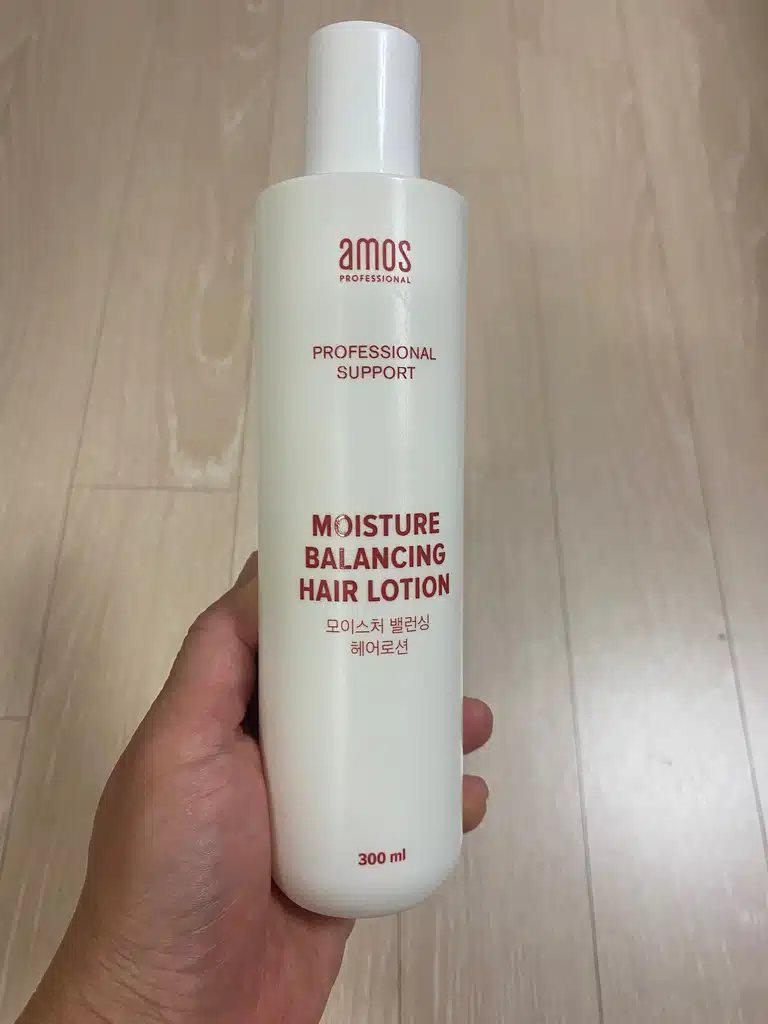 amos
PROFESSIONAL
PROFESSIONAL
SUPPORT
MOISTURE
BALANCING
HAIR LOTION
모이스처 밸런싱
헤어로션
300 ml